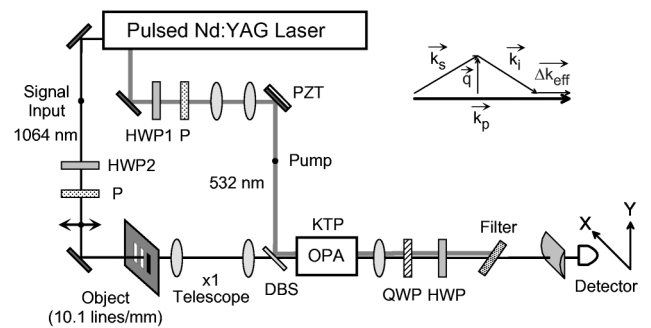 Pulsed Nd:YAG Laser
Signal
Input
1064 nm
HWP1 P
PZT
HWP2
P
Pump
532 nm
KTP
OPA
Filter
x1
Telescope
DBS
QWP HWP
Object
(10.1 lines/mm)
Detector
X
Y
k_s
q
k_i
Δk_eff
k_p